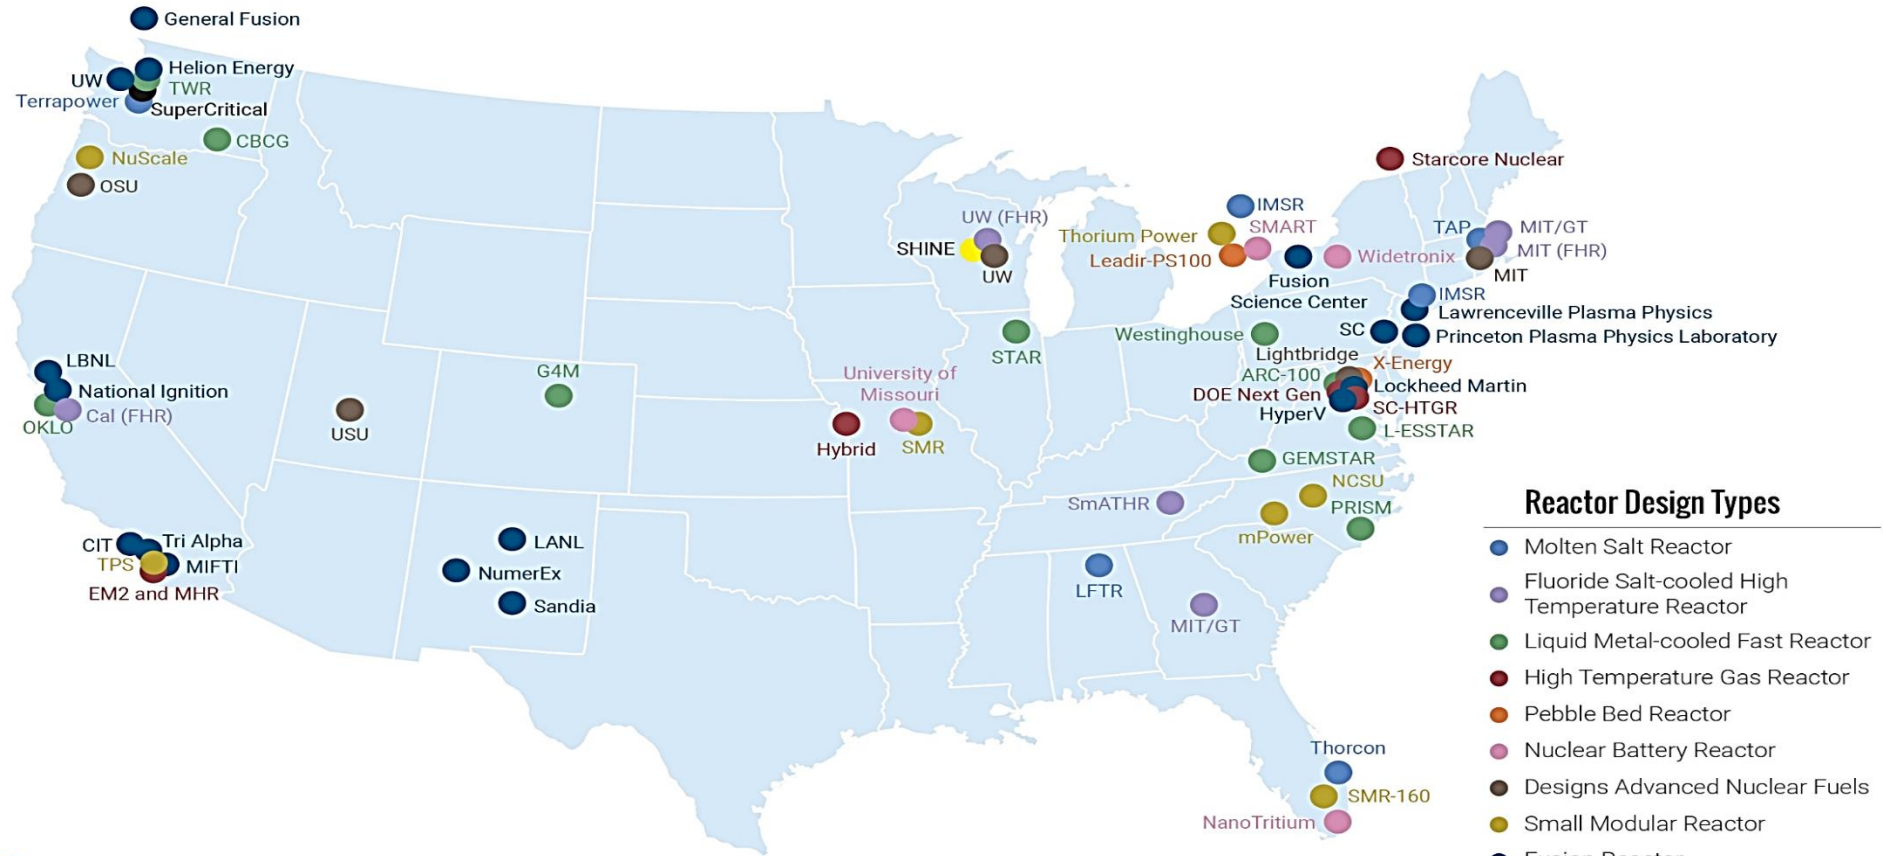 General Fusion
Helion Energy
UW
TWR
Terrapower
SuperCritical
CBCG
NuScale
OSU
Starcore Nuclear
IMSR
UW (FHR)
SMART
Thorium Power
TAP
MIT/GT
SHINE
Leadir-PS100
Widetronix
MIT (FHR)
UW
MIT
Fusion
Science Center
IMSR
Lawrenceville Plasma Physics
SC
Princeton Plasma Physics Laboratory
Westinghouse
STAR
Lightbridge
LBNL
X-Energy
G4M
University of
Missouri
ARC-100
National Ignition
Lockheed Martin
DOE Next Gen
Cal (FHR)
HyperV
SC-HTGR
OKLO
USU
Hybrid
SMR
L-ESSTAR
GEMSTAR
NCSU
SmATHR
PRISM
mPower
CIT
Tri Alpha
LANL
TPS
MIFTI
NumerEx
EM2 and MHR
Sandia
LFTR
MIT/GT
Thorcon
SMR-160
NanoTritium
Reactor Design Types
Molten Salt Reactor
Fluoride Salt-cooled High
Temperature Reactor
Liquid Metal-cooled Fast Reactor
High Temperature Gas Reactor
Pebble Bed Reactor
Nuclear Battery Reactor
Designs Advanced Nuclear Fuels
Small Modular Reactor
Fusion Reactor